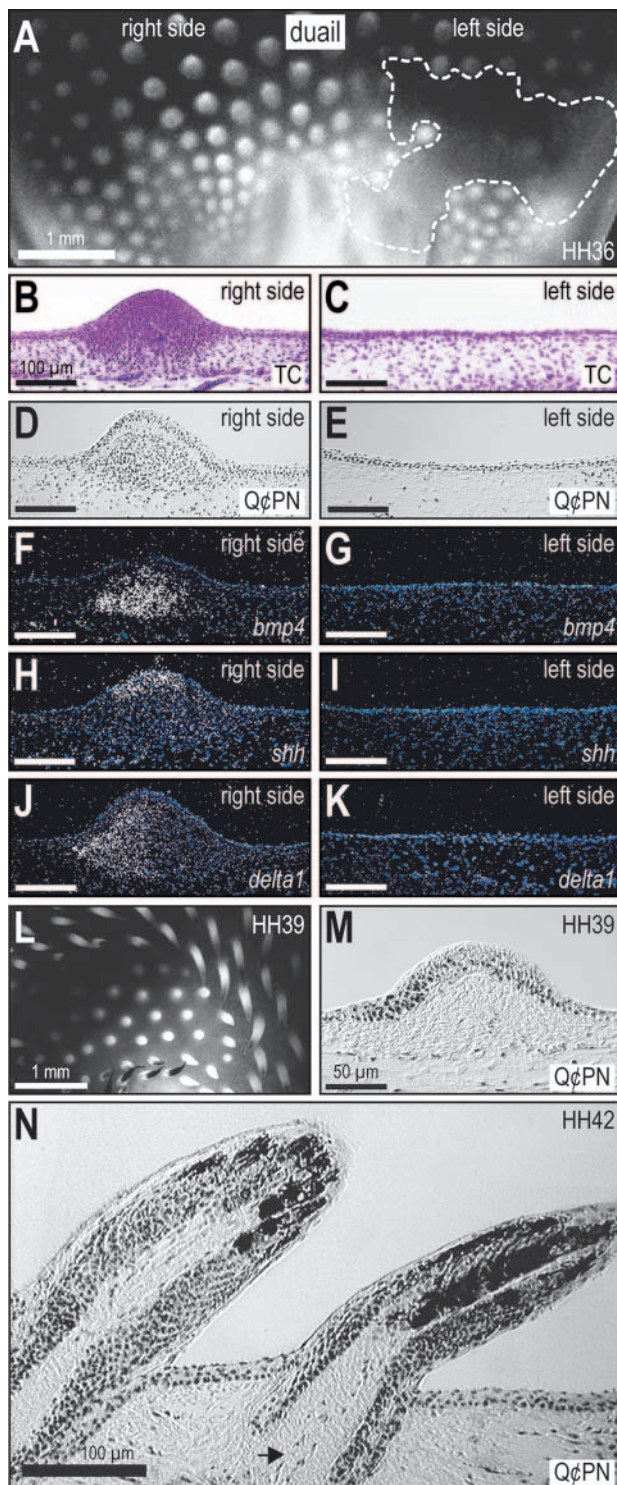 A right side duail left side
1 mm HH36
B right side
100 µm TC
C left side
TC
D right side
Q¢PN
E left side
Q¢PN
F right side
bmp4
G left side
bmp4
H right side
shh
I left side
shh
J right side
delta1
K left side
delta1
L HH39
1 mm
M HH39
50 µm Q¢PN
N HH42
100 µm Q¢PN